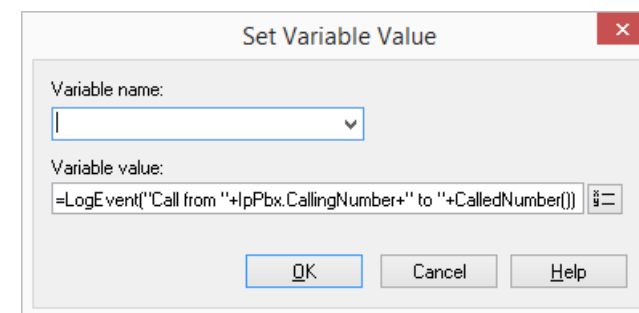 Set Variable Value
Variable name:
Variable value:
=LogEvent("Call from "+IpPbx.CallingNumber+" to "+CalledNumber())
OK
Cancel
Help